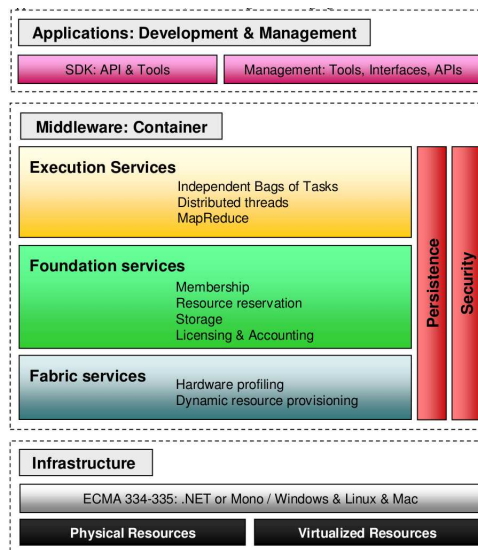 Applications: Development & Management
SDK: API & Tools
Management: Tools, Interfaces, APIs
Middleware: Container
Execution Services
Independent Bags of Tasks
Distributed threads
MapReduce
Foundation services
Membership
Resource reservation
Storage
Licensing & Accounting
Fabric services
Hardware profiling
Dynamic resource provisioning
Persistence
Security
Infrastructure
ECMA 334-335: .NET or Mono / Windows & Linux & Mac
Physical Resources
Virtualized Resources